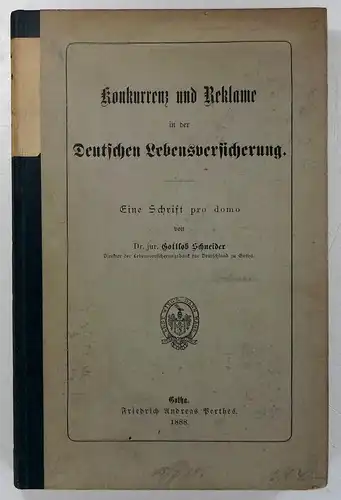 Konkurrenz und Reklame
in der
Deutschen Lebensversicherung.
Eine Schrift pro domo
von
Dr. jur. Gottlob Schneider
Direktor der Lebensversicherungsbank für Deutschland zu Gotha.
Gotha.
Friedrich Andreas Perthes.
1888.